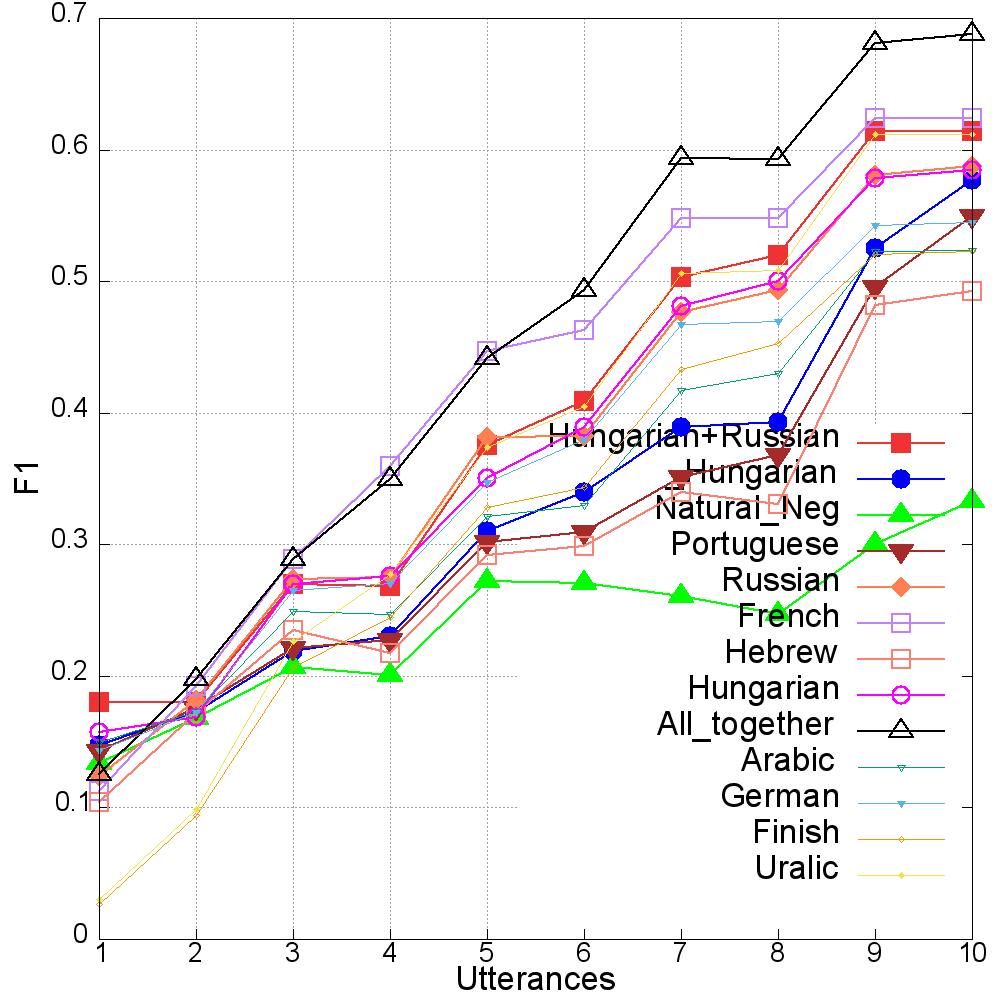 0.7
0.6
0.5
0.4
0.3
0.2
0.1
0
F1
Hungarian+Russian
_Hungarian
Natural_Neg
Portuguese
Russian
French
Hebrew
Hungarian
All_together
Arabic
German
Finish
Uralic
1 2 3 4 5 6 7 8 9 10
Utterances